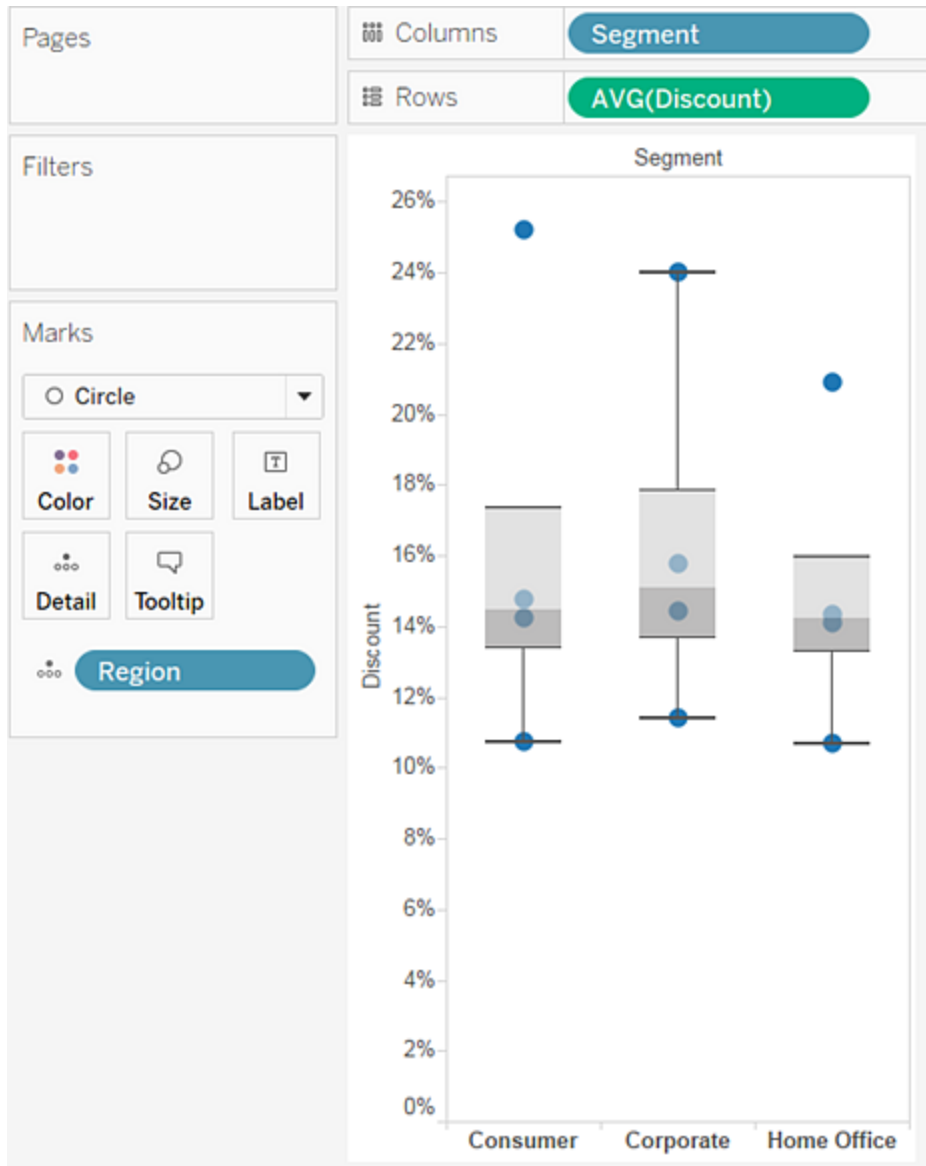 Pages
Columns
Segment
Rows
AVG(Discount)
Filters
Marks
Circle
Color
Size
Label
Detail
Tooltip
Region
Segment
26%
24%
22%
20%
18%
16%
14%
12%
10%
8%
6%
4%
2%
0%
Discount
Consumer
Corporate
Home Office